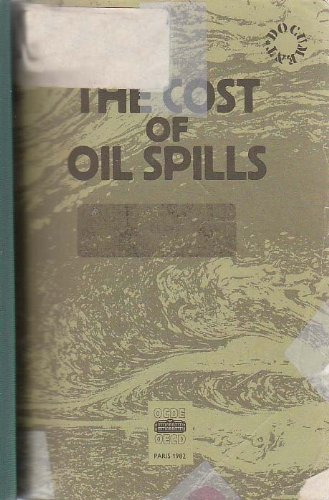 DOCUMENT
THE COST
OF
OIL SPILLS
OCDE
OECD
PARIS 1982